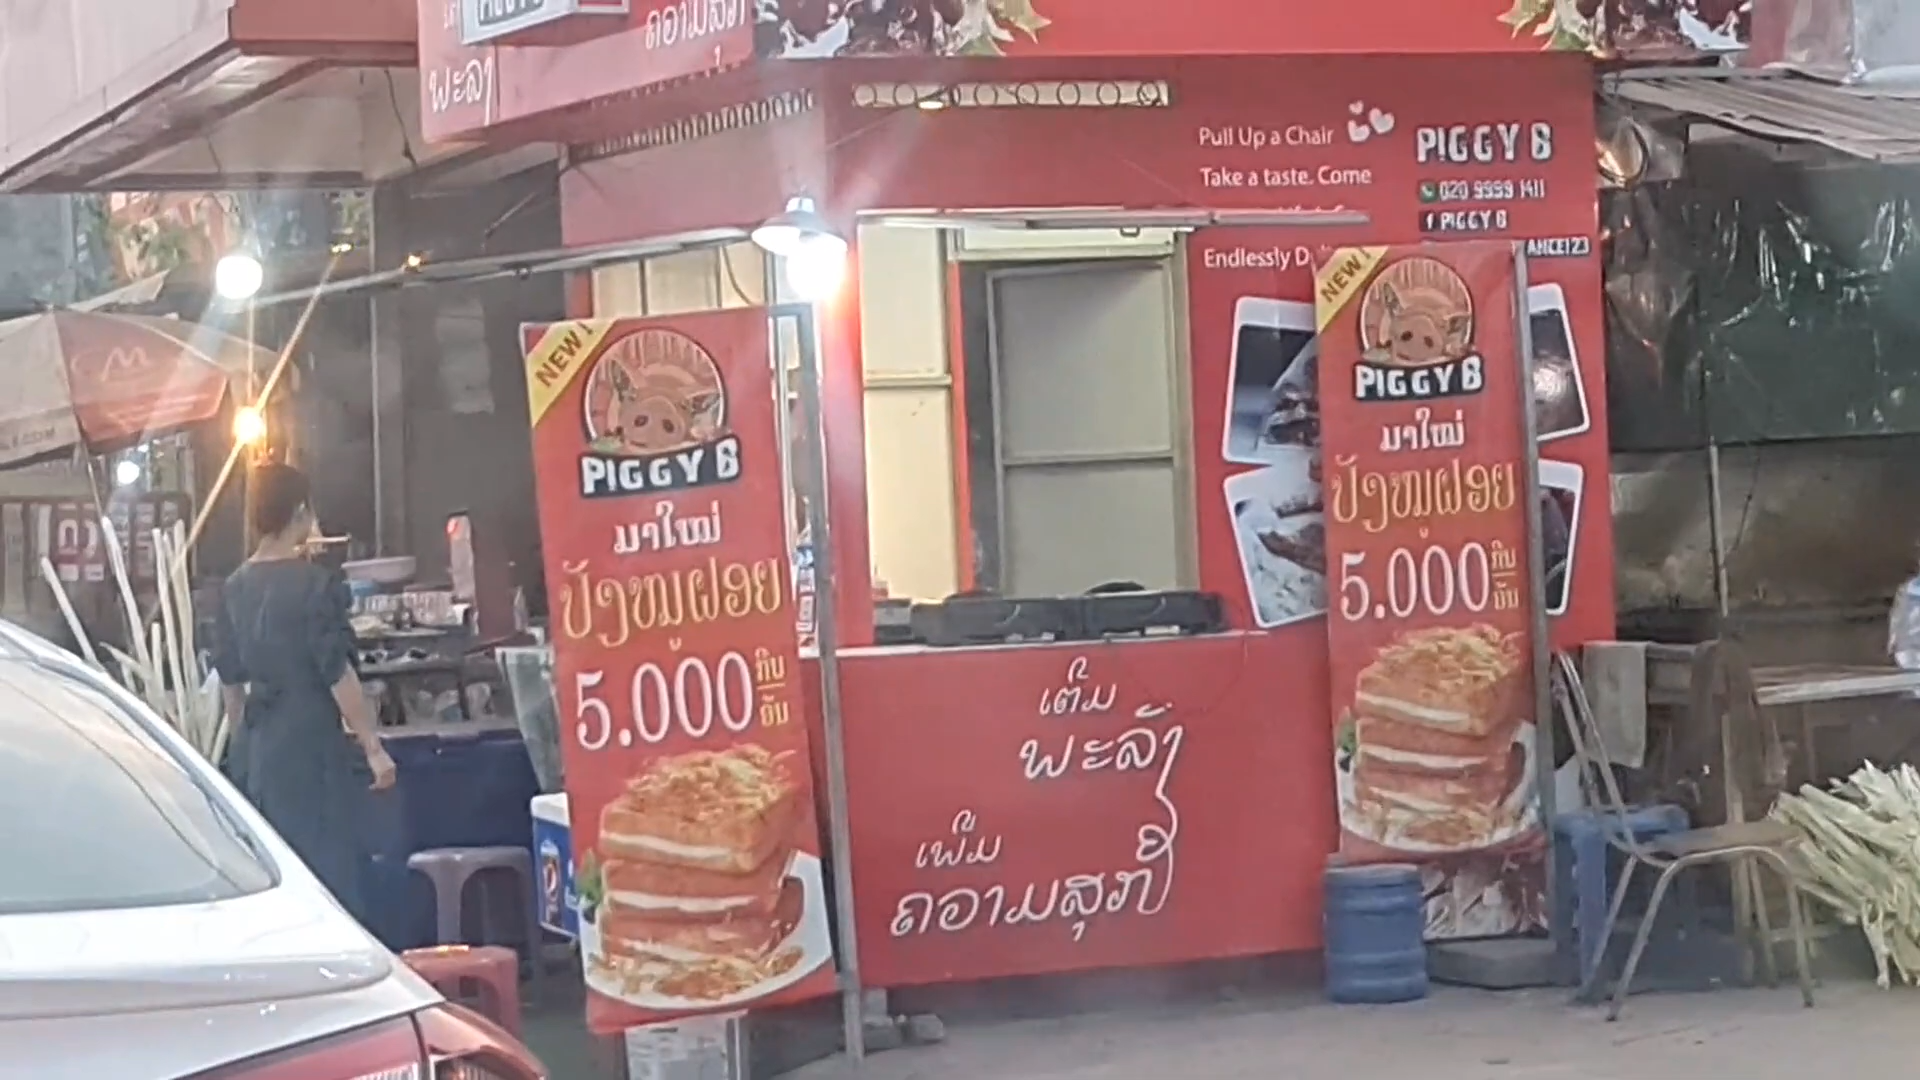 ພະລັງ
ຄວາມສຸກ
Pull Up a Chair
Take a taste. Come
Endlessly
PIGGY B
020 9999 1411
PIGGY B
ANCE123
NEW!
PIGGY B
ມາໃໝ່
ປັງໝູຝອຍ
5.000 ກີບ
ອັນ
NEW!
PIGGY B
ມາໃໝ່
ປັງໝູຝອຍ
5.000 ກີບ
ອັນ
ເຕີມ
ພະລັງ
ເພີ່ມ
ຄວາມສຸກ